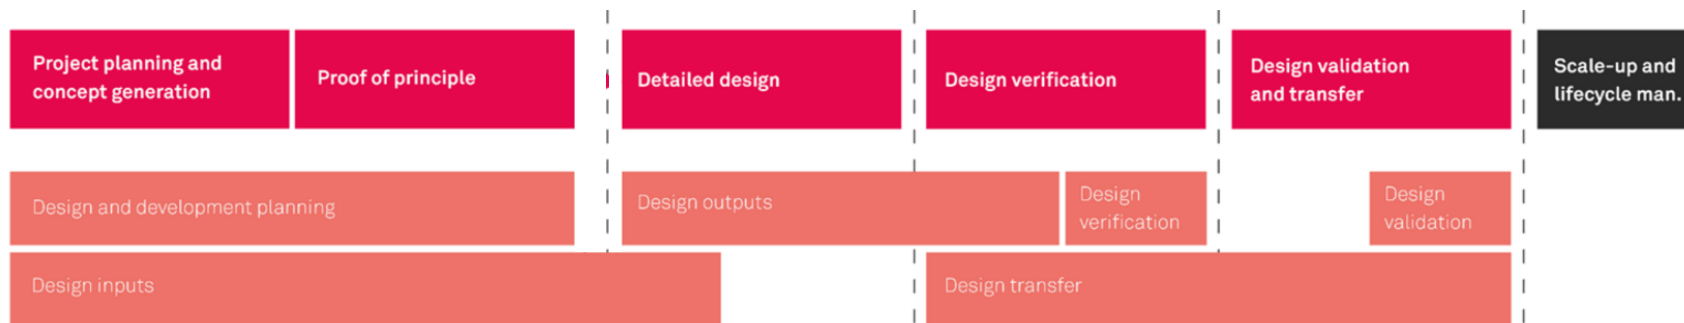 Project planning and
concept generation
Proof of principle
Detailed design
Design verification
Design validation
and transfer
Scale-up and
lifecycle man.
Design and development planning
Design outputs
Design
verification
Design
validation
Design inputs
Design transfer